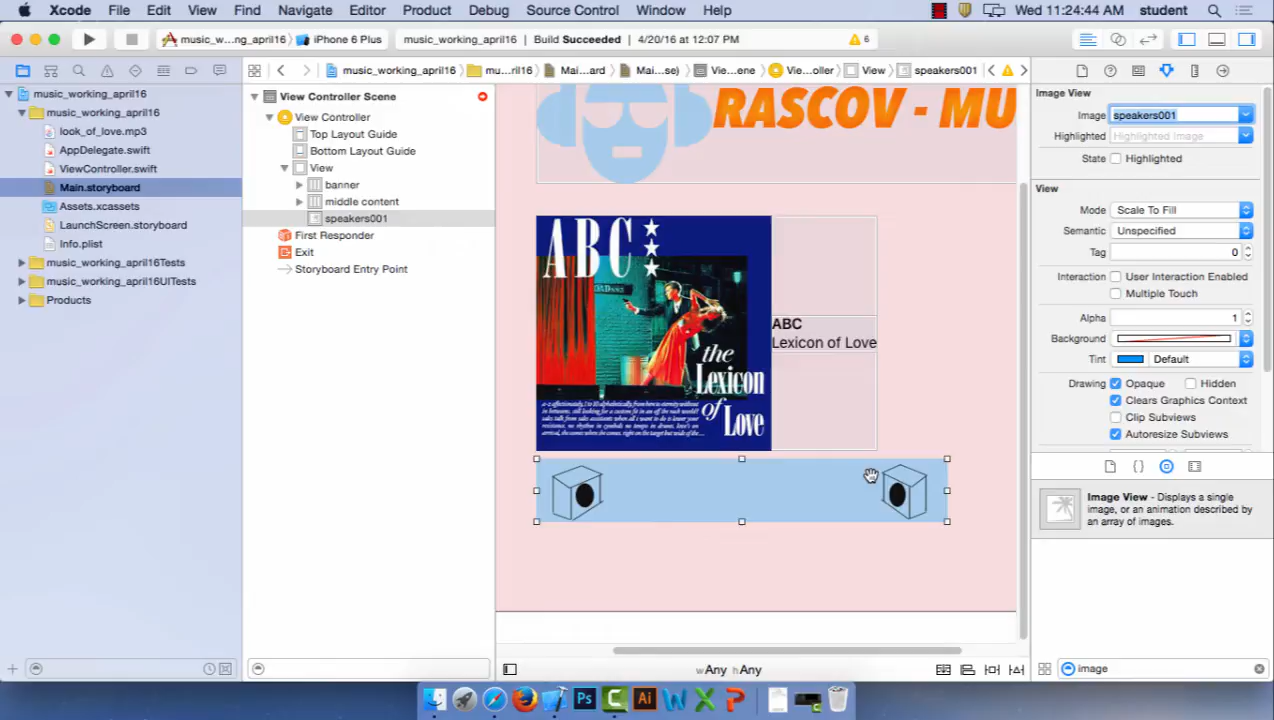 Xcode File Edit View Find Navigate Editor Product Debug Source Control Window Help Wed 11:24:44 AM student
music_w...ng_april16 iPhone 6 Plus music_working_april16 Build Succeeded 4/20/16 at 12:07 PM 6
music_working_april16 mu...ril16 Mai...ard Mai...se) Vie...ene Vie...oller View speakers001
music_working_april16
music_working_april16
look_of_love.mp3
AppDelegate.swift
ViewController.swift
Main.storyboard
Assets.xcassets
LaunchScreen.storyboard
Info.plist
music_working_april16Tests
music_working_april16UITests
Products
View Controller Scene
View Controller
Top Layout Guide
Bottom Layout Guide
View
banner
middle content
speakers001
First Responder
Exit
Storyboard Entry Point
RASCOV - MU
ABC
the
Lexicon
of
Love
ABC
Lexicon of Love
wAny hAny
Image View
Image speakers001
Highlighted Highlighted Image
State Highlighted
View
Mode Scale To Fill
Semantic Unspecified
Tag 0
Interaction User Interaction Enabled
Multiple Touch
Alpha 1
Background
Tint Default
Drawing Opaque Hidden
Clears Graphics Context
Clip Subviews
Autoresize Subviews
Image View - Displays a single
image, or an animation described by
an array of images.
image
Ps Ai W X P